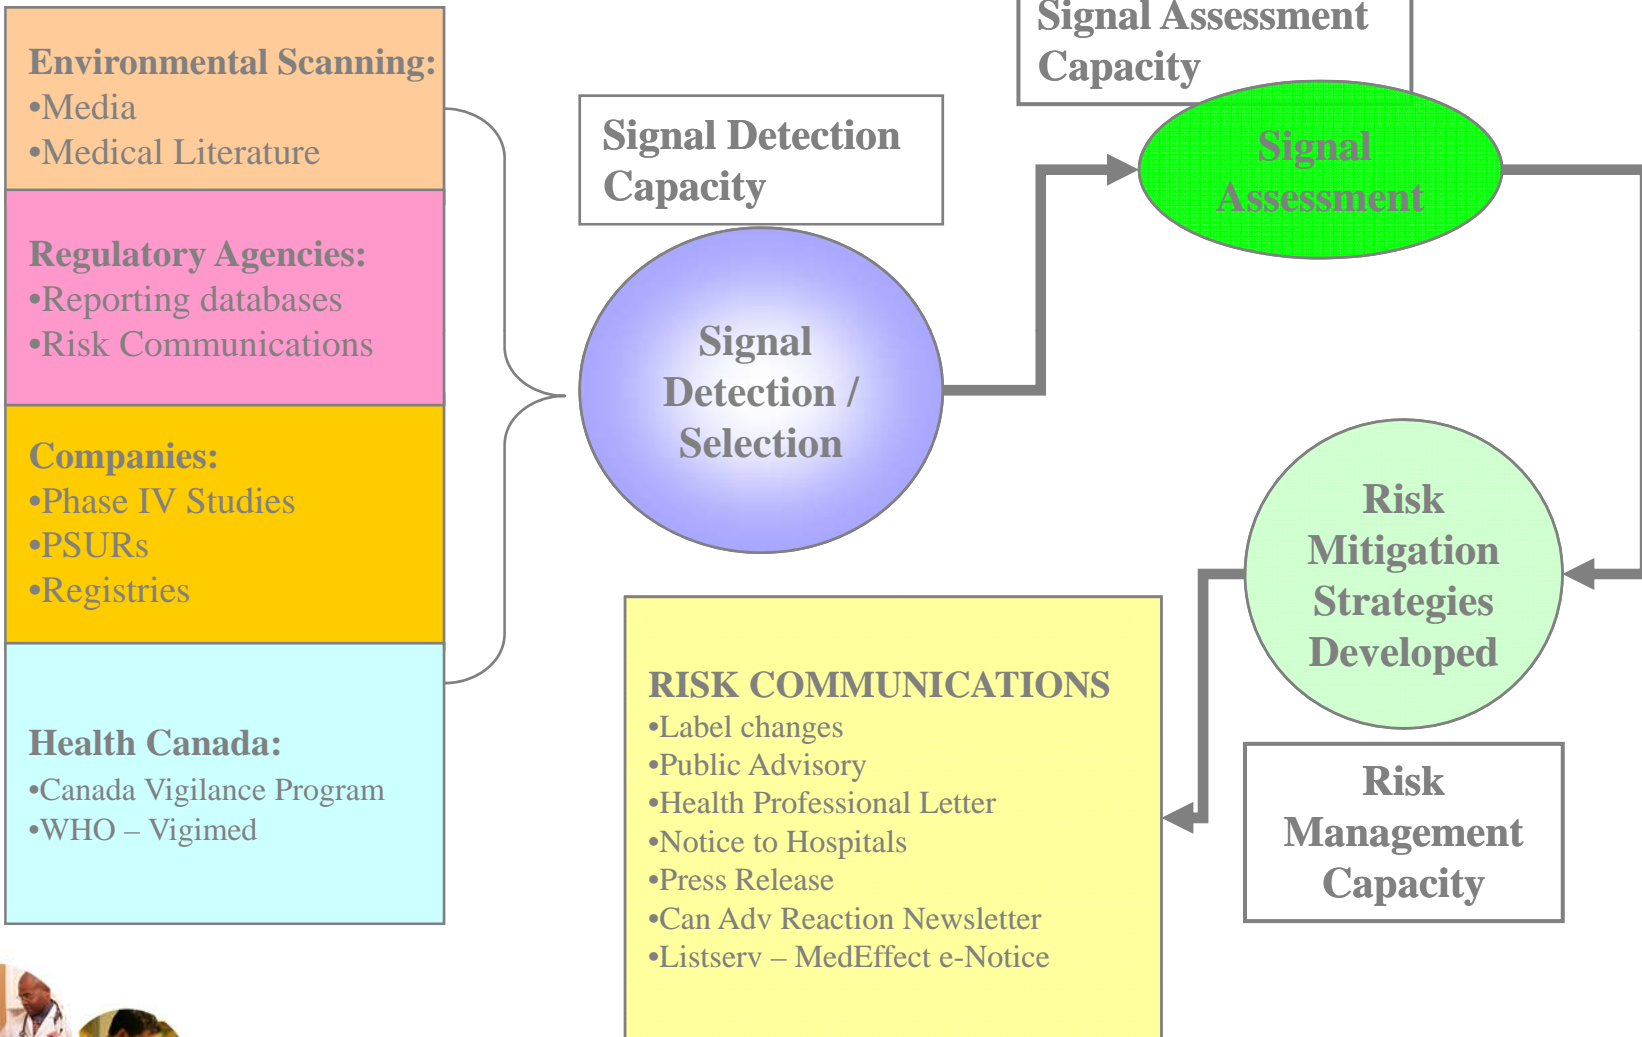 Environmental Scanning:
•Media
•Medical Literature
Regulatory Agencies:
•Reporting databases
•Risk Communications
Companies:
•Phase IV Studies
•PSURs
•Registries
Health Canada:
•Canada Vigilance Program
•WHO – Vigimed
Signal Detection
Capacity
Signal
Detection /
Selection
Signal Assessment
Capacity
Signal
Assessment
Risk
Mitigation
Strategies
Developed
Risk
Management
Capacity
RISK COMMUNICATIONS
•Label changes
•Public Advisory
•Health Professional Letter
•Notice to Hospitals
•Press Release
•Can Adv Reaction Newsletter
•Listserv – MedEffect e-Notice